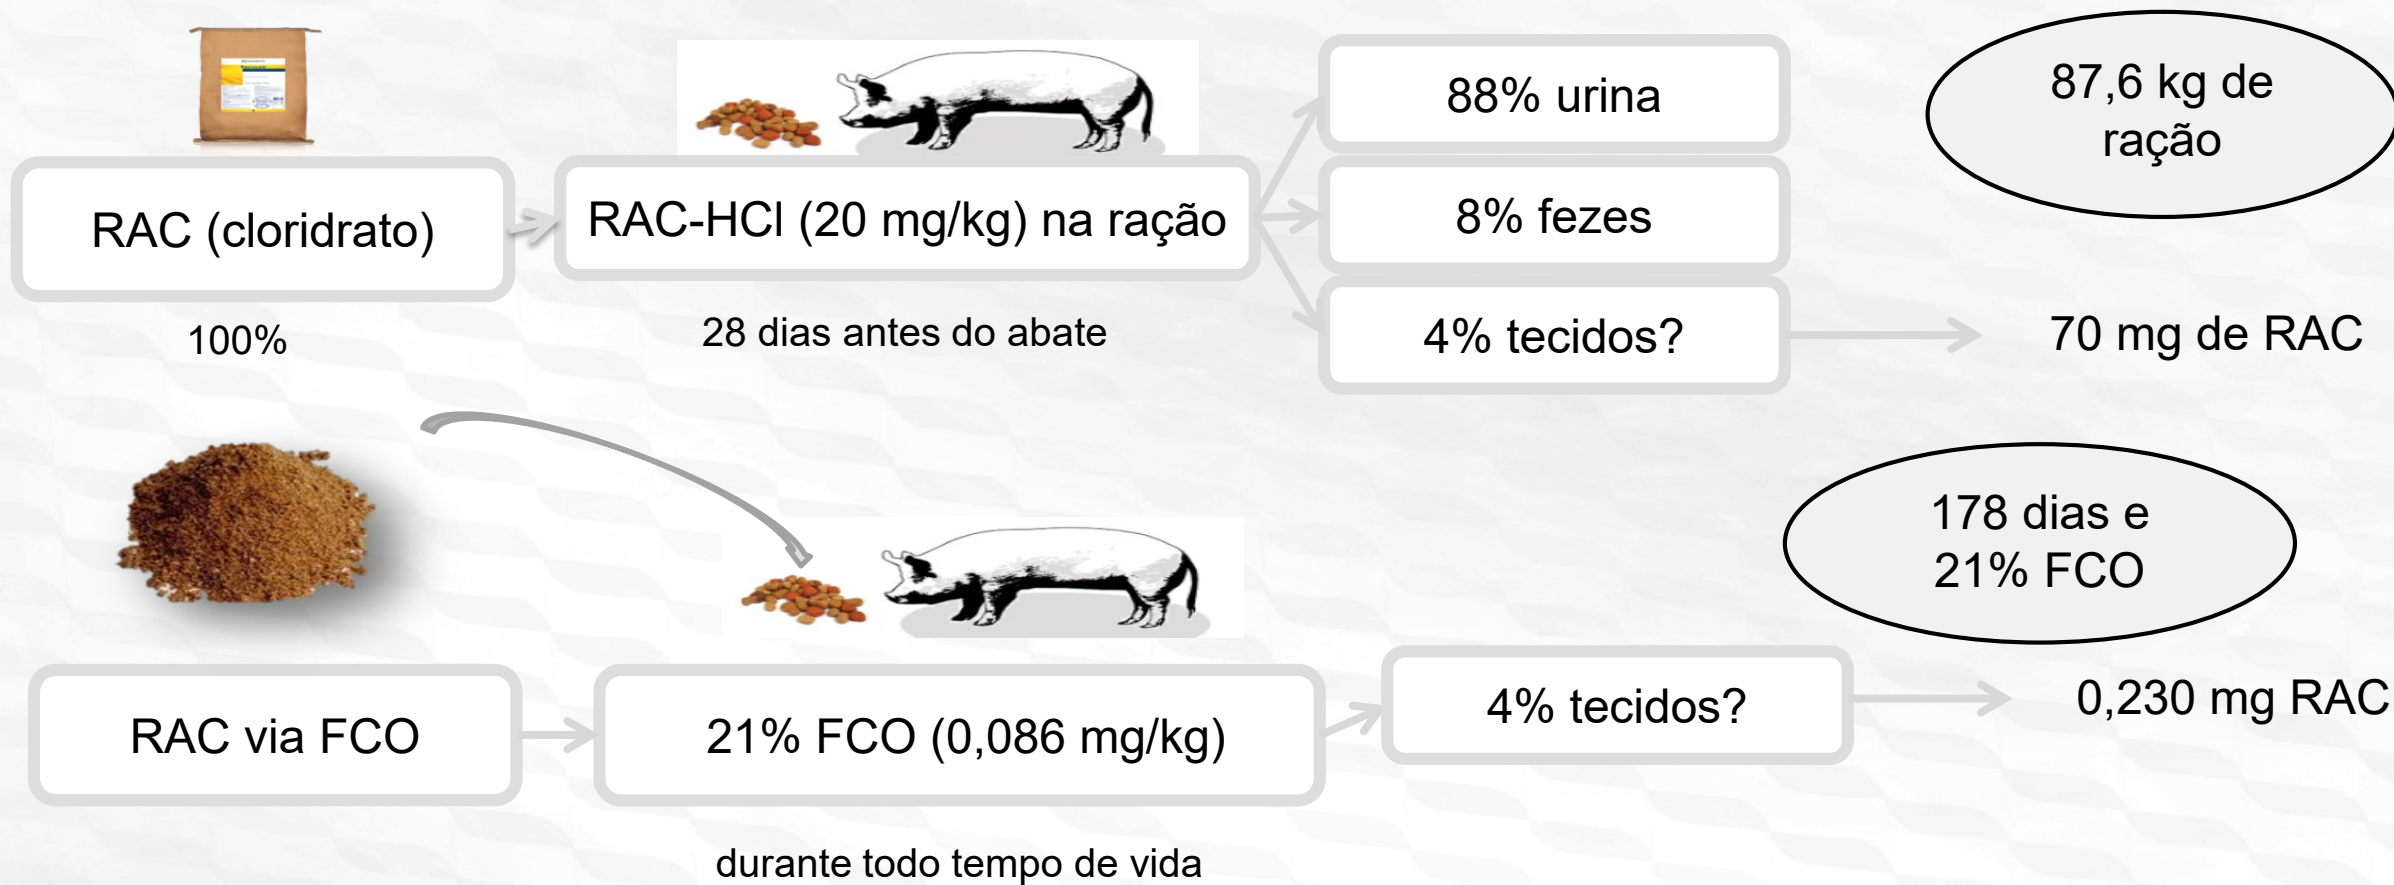 88% urina
87,6 kg de
ração
RAC (cloridrato)
RAC-HCl (20 mg/kg) na ração
8% fezes
100%
28 dias antes do abate
4% tecidos?
70 mg de RAC
178 dias e
21% FCO
RAC via FCO
21% FCO (0,086 mg/kg)
4% tecidos?
0,230 mg RAC
durante todo tempo de vida